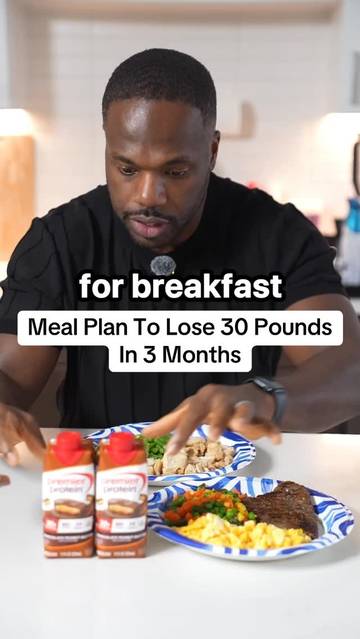 for breakfast
Meal Plan To Lose 30 Pounds
In 3 Months
premier
protein
premier
protein